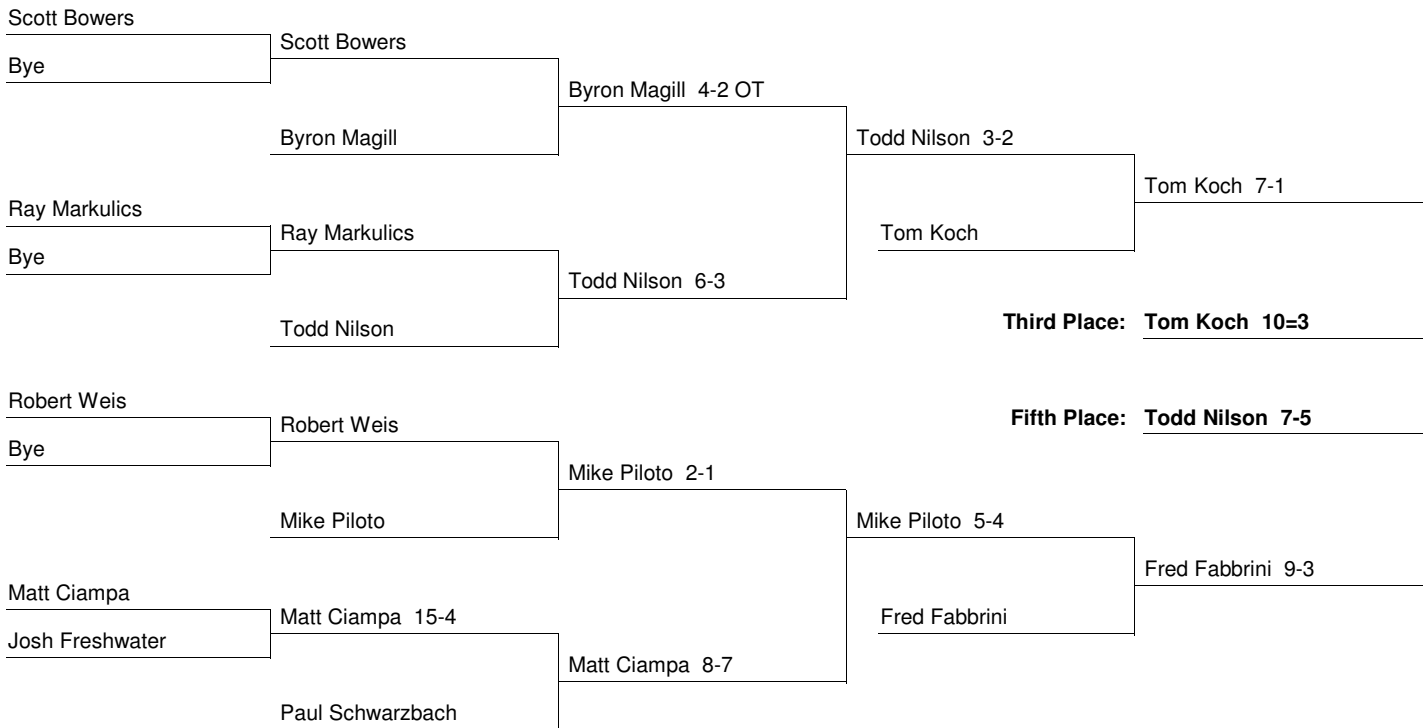 Scott Bowers
Scott Bowers
Bye
Byron Magill  4-2 OT
Byron Magill
Todd Nilson  3-2
Tom Koch  7-1
Ray Markulics
Ray Markulics
Tom Koch
Bye
Todd Nilson  6-3
Todd Nilson
Third Place: Tom Koch  10=3
Robert Weis
Robert Weis
Fifth Place: Todd Nilson  7-5
Bye
Mike Piloto  2-1
Mike Piloto
Mike Piloto  5-4
Fred Fabbrini  9-3
Matt Ciampa
Matt Ciampa  15-4
Fred Fabbrini
Josh Freshwater
Matt Ciampa  8-7
Paul Schwarzbach